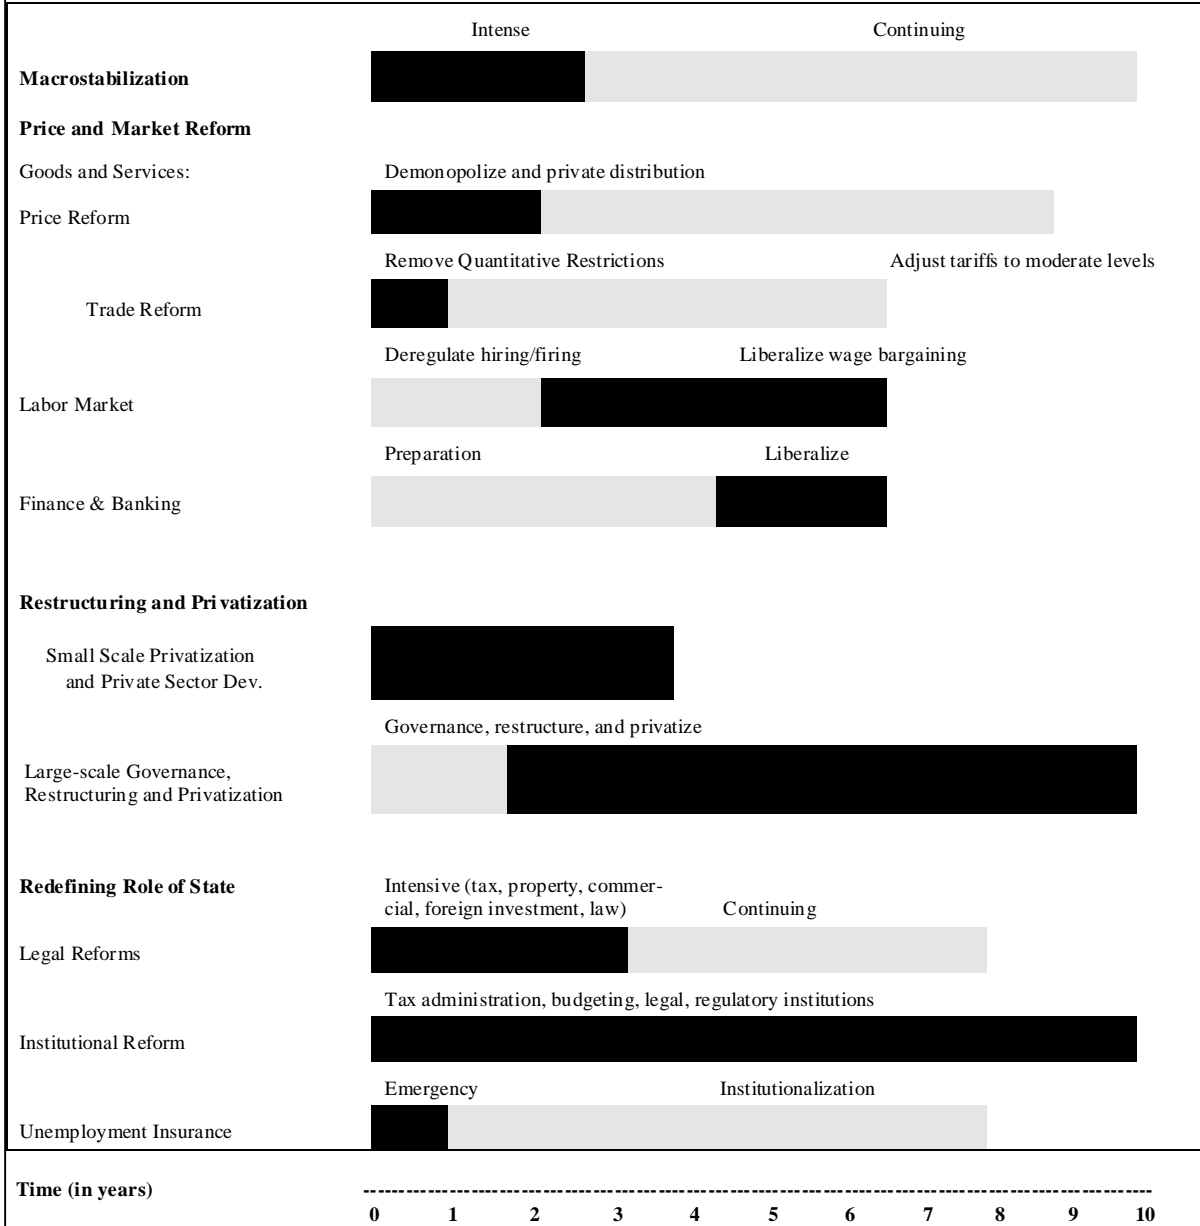 Intense Continuing
Macrostabilization
Price and Market Reform
Goods and Services: Demonopolize and private distribution
Price Reform
Remove Quantitative Restrictions Adjust tariffs to moderate levels
Trade Reform
Deregulate hiring/firing Liberalize wage bargaining
Labor Market
Preparation Liberalize
Finance & Banking
Restructuring and Privatization
Small Scale Privatization
and Private Sector Dev.
Governance, restructure, and privatize
Large-scale Governance,
Restructuring and Privatization
Redefining Role of State Intensive (tax, property, commer-
cial, foreign investment, law) Continuing
Legal Reforms
Tax administration, budgeting, legal, regulatory institutions
Institutional Reform
Emergency Institutionalization
Unemployment Insurance
Time (in years)
0 1 2 3 4 5 6 7 8 9 10